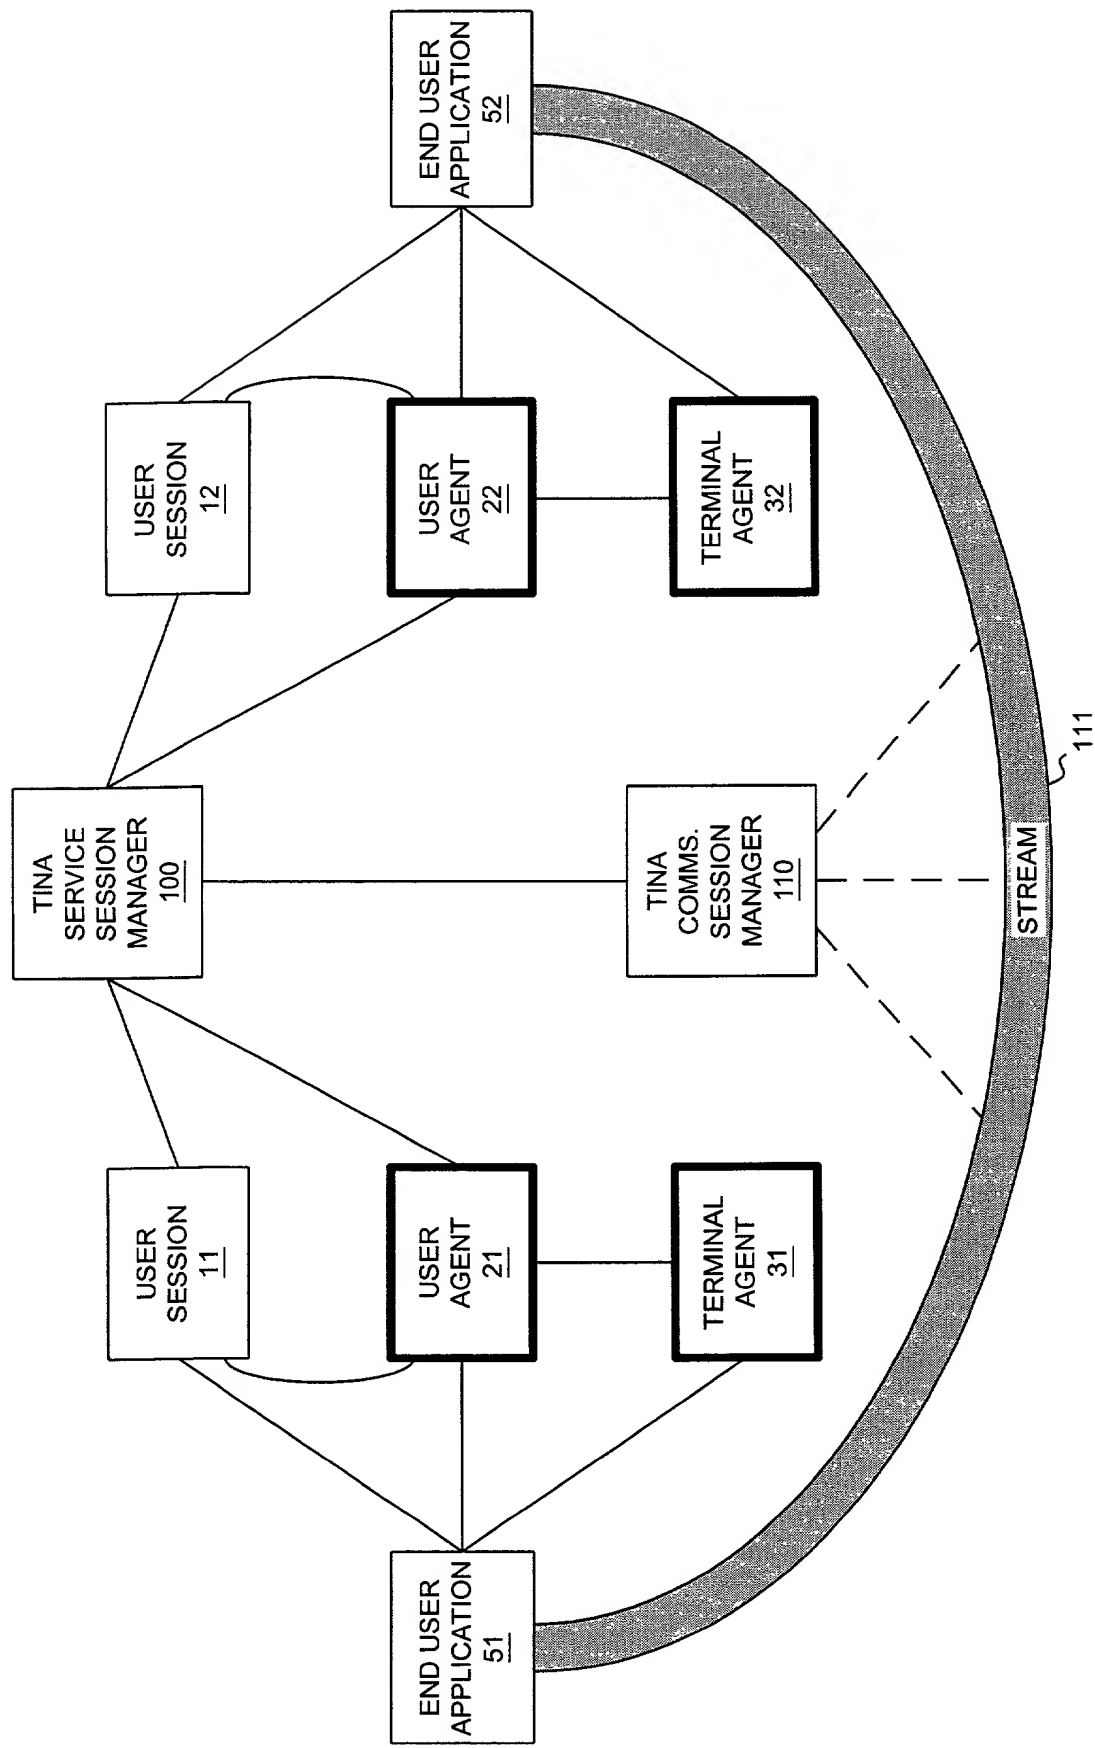 TINA
SERVICE
SESSION
MANAGER
100
USER
SESSION
11
USER
SESSION
12
END USER
APPLICATION
51
USER
AGENT
21
USER
AGENT
22
END USER
APPLICATION
52
TERMINAL
AGENT
31
TINA
COMMS.
SESSION
MANAGER
110
TERMINAL
AGENT
32
STREAM
111